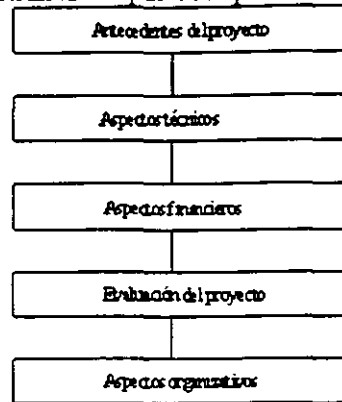 Antecedentes del proyecto
Aspectos técnicos
Aspectos financieros
Evaluación del proyecto
Aspectos organizativos